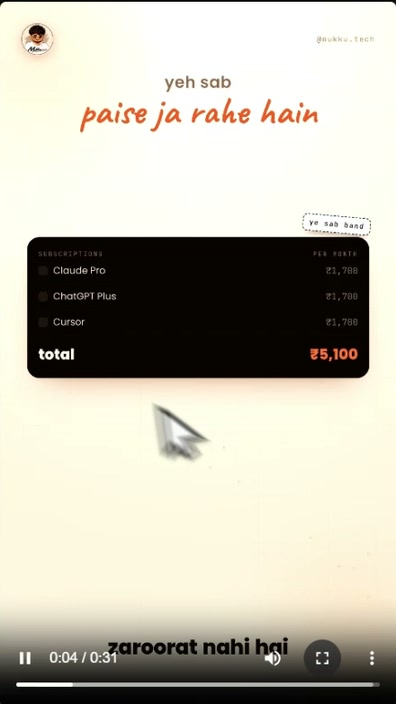 @mukku.tech
yeh sab
paise ja rahe hain
ye sab band
SUBSCRIPTIONS PER MONTH
Claude Pro ₹1,700
ChatGPT Plus ₹1,700
Cursor ₹1,700
total ₹5,100
zaroorat nahi hai
0:04 / 0:31